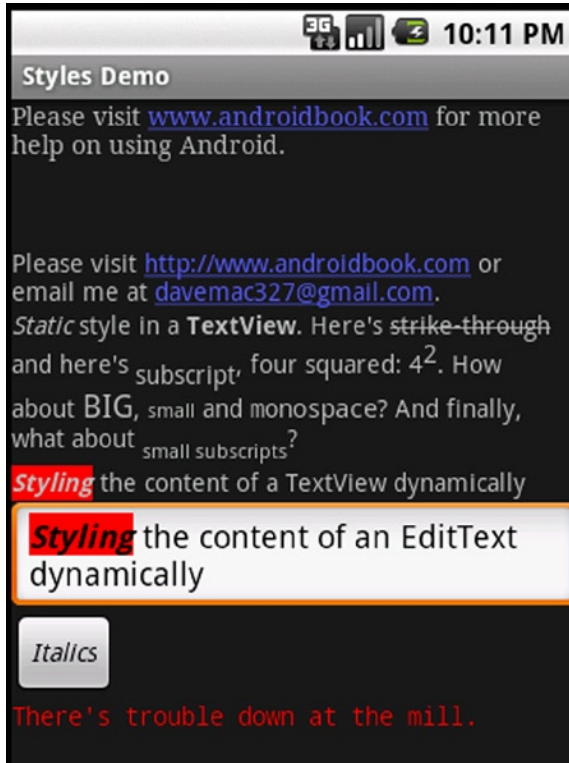 3G 10:11 PM
Styles Demo
Please visit www.androidbook.com for more
help on using Android.
Please visit http://www.androidbook.com or
email me at davemac327@gmail.com.
Static style in a TextView. Here's strike-through
and here's subscript, four squared: 4². How
about BIG, small and monospace? And finally,
what about small subscripts?
Styling the content of a TextView dynamically
Styling the content of an EditText
dynamically
Italics
There's trouble down at the mill.